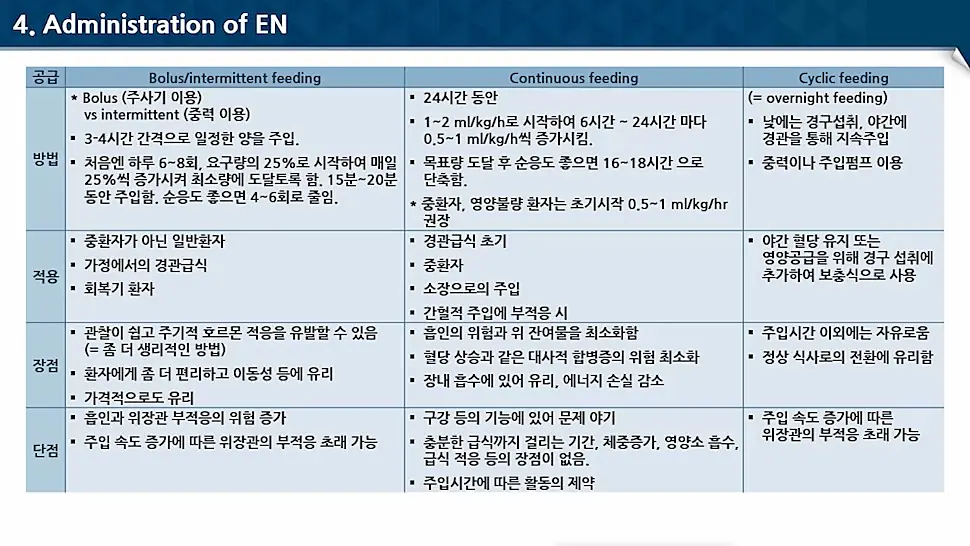 4. Administration of EN
공급
Bolus/intermittent feeding
Continuous feeding
Cyclic feeding
방법
* Bolus (주사기 이용)
vs intermittent (중력 이용)
▪ 3-4시간 간격으로 일정한 양을 주입.
▪ 처음엔 하루 6~8회, 요구량의 25%로 시작하여 매일
25%씩 증가시켜 최소량에 도달토록 함. 15분~20분
동안 주입함. 순응도 좋으면 4~6회로 줄임.
▪ 24시간 동안
▪ 1~2 ml/kg/h로 시작하여 6시간 ~ 24시간 마다
0.5~1 ml/kg/h씩 증가시킴.
▪ 목표량 도달 후 순응도 좋으면 16~18시간 으로
단축함.
* 중환자, 영양불량 환자는 초기시작 0.5~1 ml/kg/hr
권장
(= overnight feeding)
▪ 낮에는 경구섭취, 야간에
경관을 통해 지속주입
▪ 중력이나 주입펌프 이용
적용
▪ 중환자가 아닌 일반환자
▪ 가정에서의 경관급식
▪ 회복기 환자
▪ 경관급식 초기
▪ 중환자
▪ 소장으로의 주입
▪ 간헐적 주입에 부적응 시
▪ 야간 혈당 유지 또는
영양공급을 위해 경구 섭취에
추가하여 보충식으로 사용
장점
▪ 관찰이 쉽고 주기적 호르몬 적응을 유발할 수 있음
(= 좀 더 생리적인 방법)
▪ 환자에게 좀 더 편리하고 이동성 등에 유리
▪ 가격적으로도 유리
▪ 흡인의 위험과 위 잔여물을 최소화함
▪ 혈당 상승과 같은 대사적 합병증의 위험 최소화
▪ 장내 흡수에 있어 유리, 에너지 손실 감소
▪ 주입시간 이외에는 자유로움
▪ 정상 식사로의 전환에 유리함
단점
▪ 흡인과 위장관 부적응의 위험 증가
▪ 주입 속도 증가에 따른 위장관의 부적응 초래 가능
▪ 구강 등의 기능에 있어 문제 야기
▪ 충분한 급식까지 걸리는 기간, 체중증가, 영양소 흡수,
급식 적응 등의 장점이 없음.
▪ 주입시간에 따른 활동의 제약
▪ 주입 속도 증가에 따른
위장관의 부적응 초래 가능